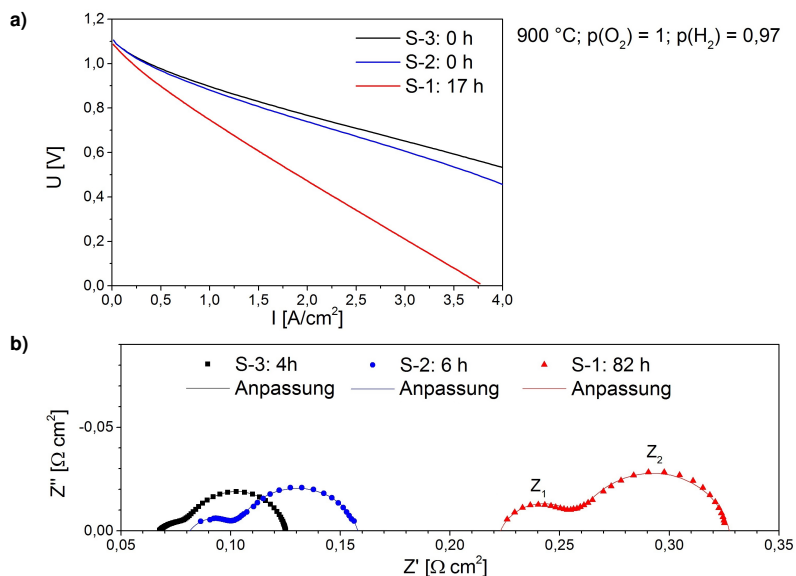 a)
1,2
1,0
0,8
0,6
0,4
0,2
0,0
U [V]
S-3: 0 h
S-2: 0 h
S-1: 17 h
900 °C; p(O₂) = 1; p(H₂) = 0,97
0,0 0,5 1,0 1,5 2,0 2,5 3,0 3,5 4,0
I [A/cm²]
b)
S-3: 4h S-2: 6 h S-1: 82 h
Anpassung Anpassung Anpassung
-0,05
0,00
Z'' [Ω cm²]
Z₁
Z₂
0,05 0,10 0,15 0,20 0,25 0,30 0,35
Z' [Ω cm²]